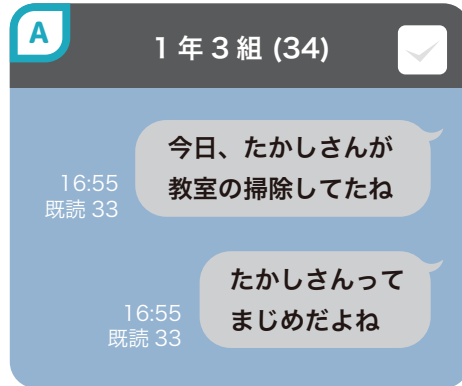 A
1年3組 (34)
今日、たかしさんが
教室の掃除してたね
16:55
既読 33
たかしさんって
まじめだよね
16:55
既読 33